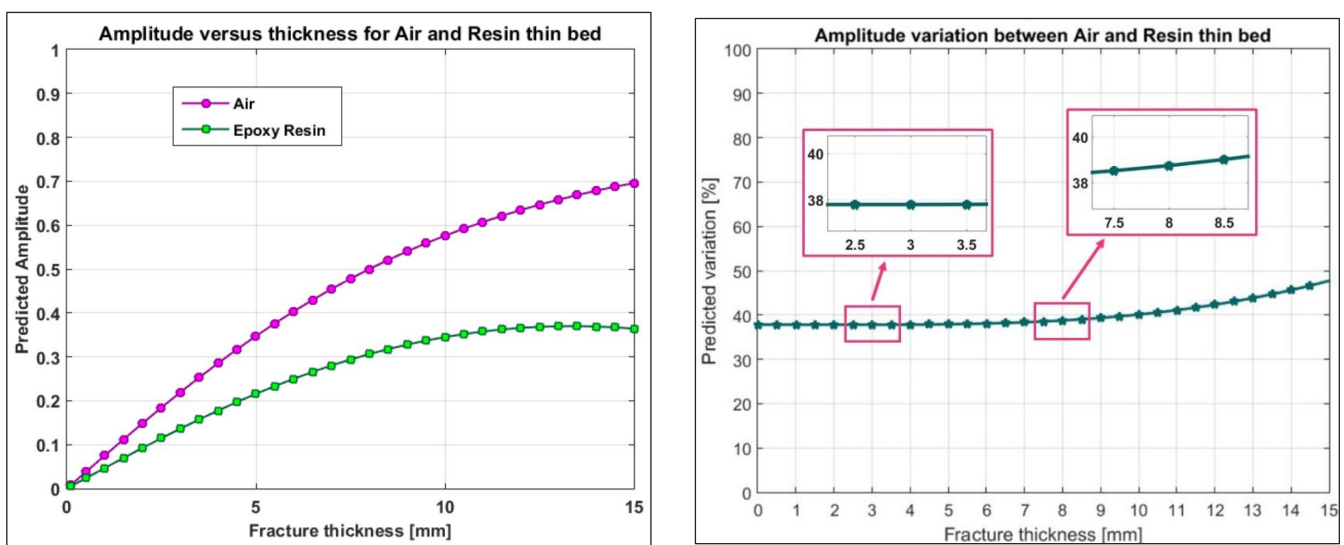 Amplitude versus thickness for Air and Resin thin bed
Predicted Amplitude
1
0.9
0.8
0.7
0.6
0.5
0.4
0.3
0.2
0.1
0
Air
Epoxy Resin
0 5 10 15
Fracture thickness [mm]
Amplitude variation between Air and Resin thin bed
Predicted variation [%]
100
90
80
70
60
50
40
30
20
10
0
40
38
2.5 3 3.5
40
38
7.5 8 8.5
0 1 2 3 4 5 6 7 8 9 10 11 12 13 14 15
Fracture thickness [mm]